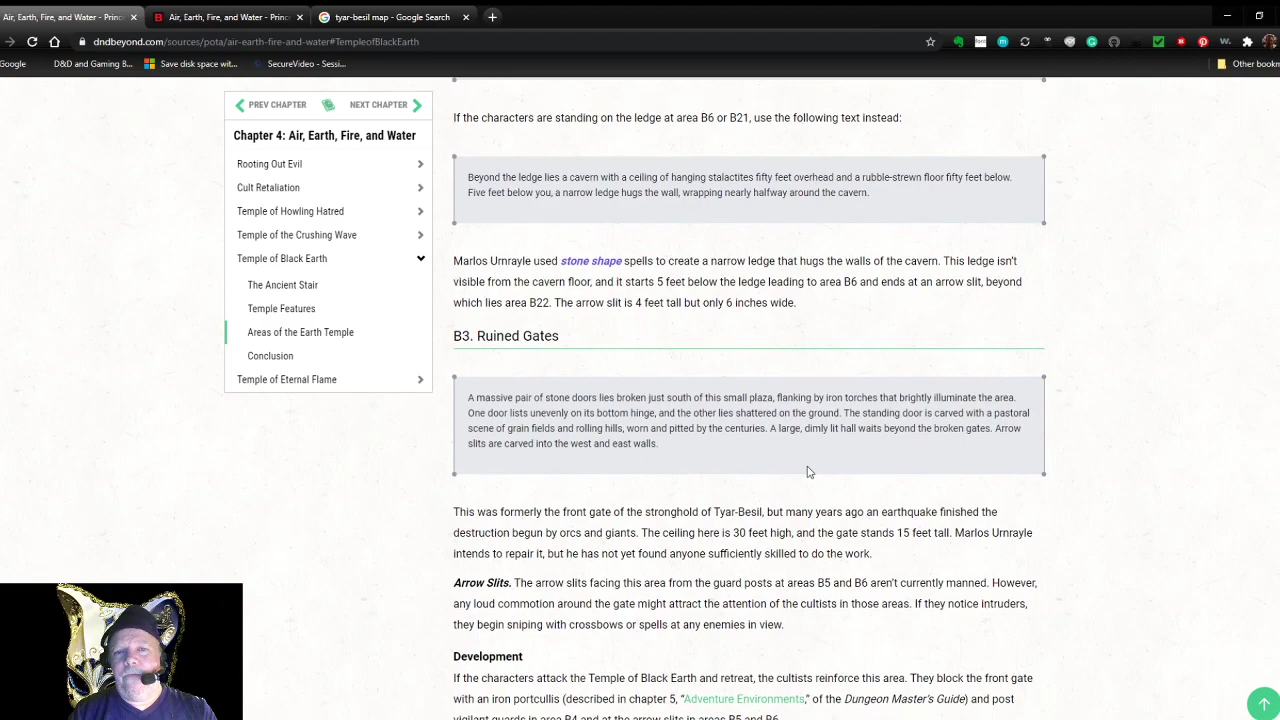 Air, Earth, Fire, and Water - Princ
Air, Earth, Fire, and Water - Princ
tyar-besil map - Google Search
dndbeyond.com/sources/pota/air-earth-fire-and-water#TempleofBlackEarth
Google
D&D and Gaming B...
Save disk space wit...
SecureVideo - Sessi...
Other bookm
PREV CHAPTER
NEXT CHAPTER
Chapter 4: Air, Earth, Fire, and Water
Rooting Out Evil
Cult Retaliation
Temple of Howling Hatred
Temple of the Crushing Wave
Temple of Black Earth
The Ancient Stair
Temple Features
Areas of the Earth Temple
Conclusion
Temple of Eternal Flame
If the characters are standing on the ledge at area B6 or B21, use the following text instead:
Beyond the ledge lies a cavern with a ceiling of hanging stalactites fifty feet overhead and a rubble-strewn floor fifty feet below.
Five feet below you, a narrow ledge hugs the wall, wrapping nearly halfway around the cavern.
Marlos Urnrayle used stone shape spells to create a narrow ledge that hugs the walls of the cavern. This ledge isn't
visible from the cavern floor, and it starts 5 feet below the ledge leading to area B6 and ends at an arrow slit, beyond
which lies area B22. The arrow slit is 4 feet tall but only 6 inches wide.
B3. Ruined Gates
A massive pair of stone doors lies broken just south of this small plaza, flanking by iron torches that brightly illuminate the area.
One door lists unevenly on its bottom hinge, and the other lies shattered on the ground. The standing door is carved with a pastoral
scene of grain fields and rolling hills, worn and pitted by the centuries. A large, dimly lit hall waits beyond the broken gates. Arrow
slits are carved into the west and east walls.
This was formerly the front gate of the stronghold of Tyar-Besil, but many years ago an earthquake finished the
destruction begun by orcs and giants. The ceiling here is 30 feet high, and the gate stands 15 feet tall. Marlos Urnrayle
intends to repair it, but he has not yet found anyone sufficiently skilled to do the work.
Arrow Slits. The arrow slits facing this area from the guard posts at areas B5 and B6 aren't currently manned. However,
any loud commotion around the gate might attract the attention of the cultists in those areas. If they notice intruders,
they begin sniping with crossbows or spells at any enemies in view.
Development
If the characters attack the Temple of Black Earth and retreat, the cultists reinforce this area. They block the front gate
with an iron portcullis (described in chapter 5, "Adventure Environments," of the Dungeon Master's Guide) and post
vigilant guards in area B4 and at the arrow slits in areas B5 and B6.